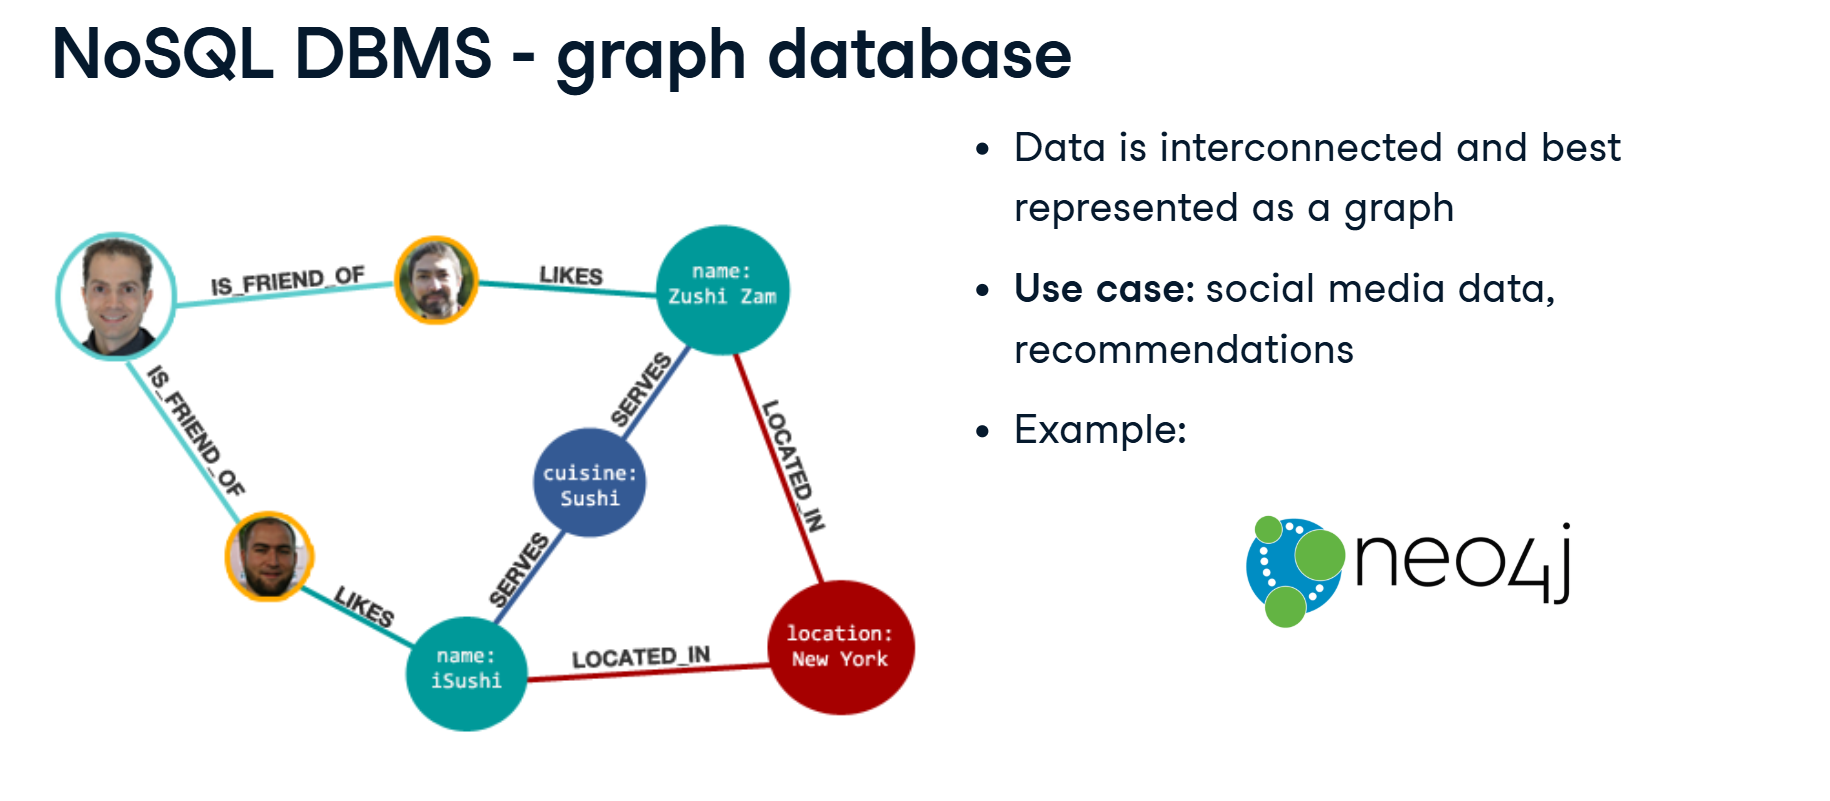 NoSQL DBMS - graph database
IS_FRIEND_OF
LIKES
name:
Zushi Zam
IS_FRIEND_OF
SERVES
LOCATED_IN
cuisine:
Sushi
SERVES
LIKES
name:
iSushi
LOCATED_IN
location:
New York
• Data is interconnected and best
represented as a graph
• Use case: social media data,
recommendations
• Example:
neo4j